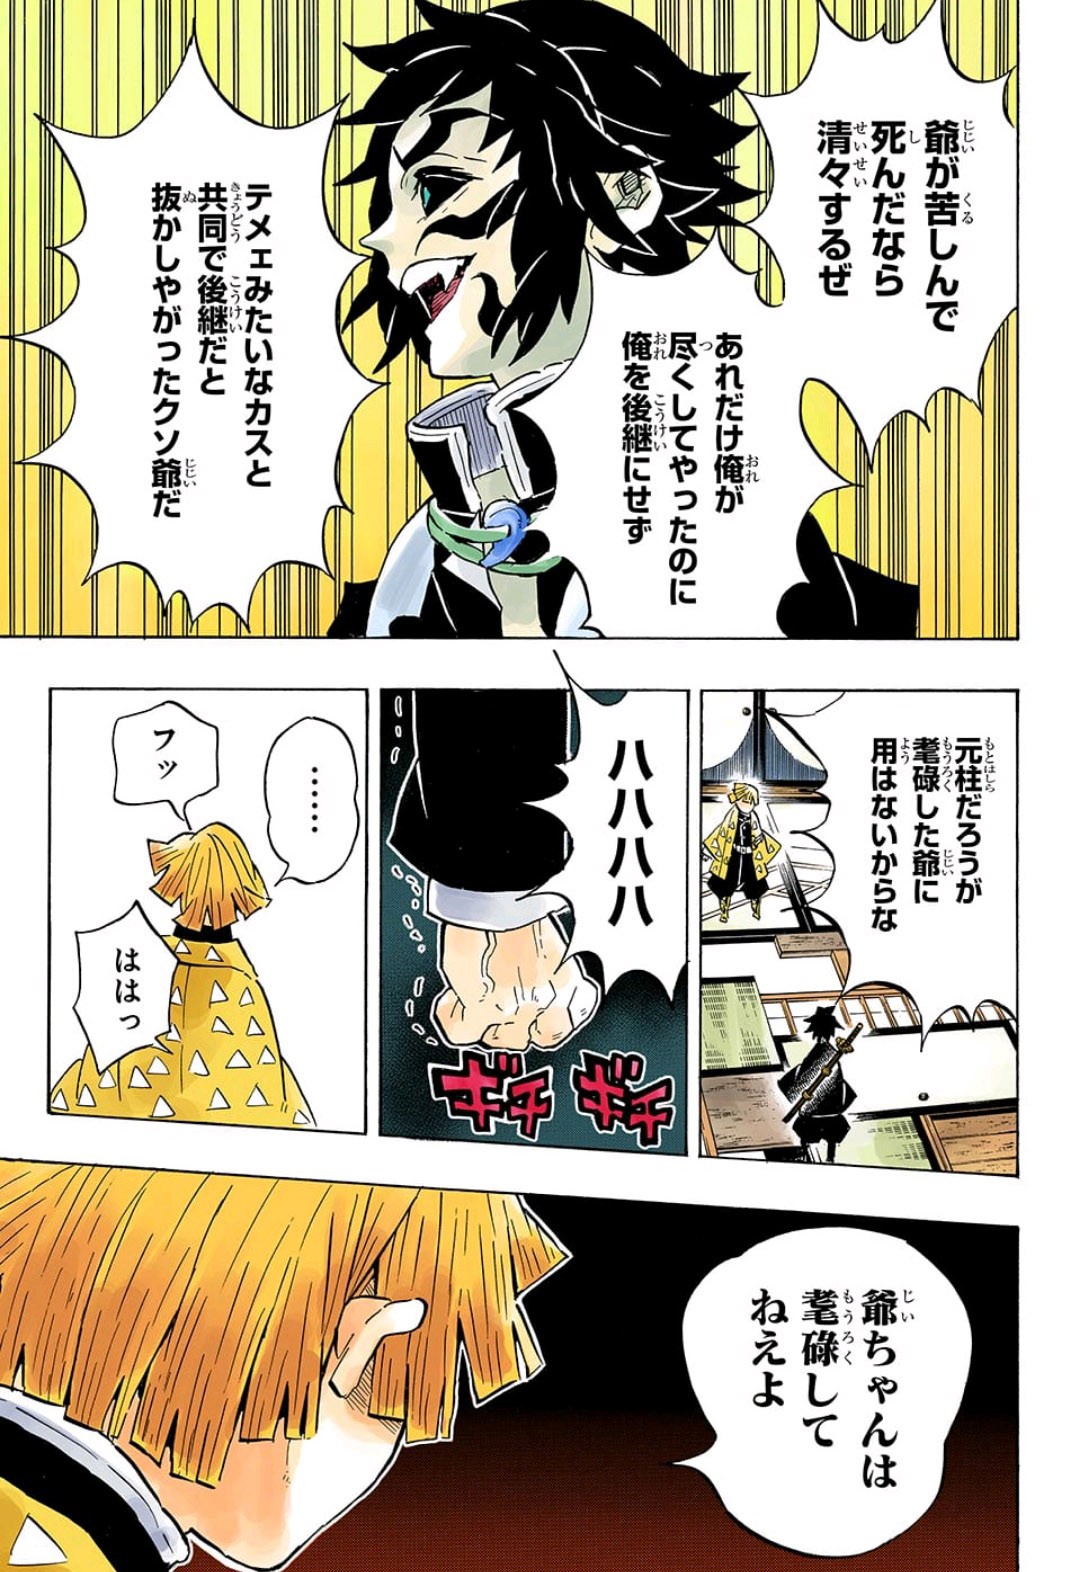 爺が苦しんで
死んだなら
清々するぜ
あれだけ俺が
尽くしてやったのに
俺を後継にせず
テメェみたいなカスと
共同で後継だと
抜かしやがったクソ爺だ
元柱だろうが
耄碌した爺に
用はないからな
ハハハハ
ギチギチ
……
フッ
ははっ
爺ちゃんは
耄碌して
ねえよ